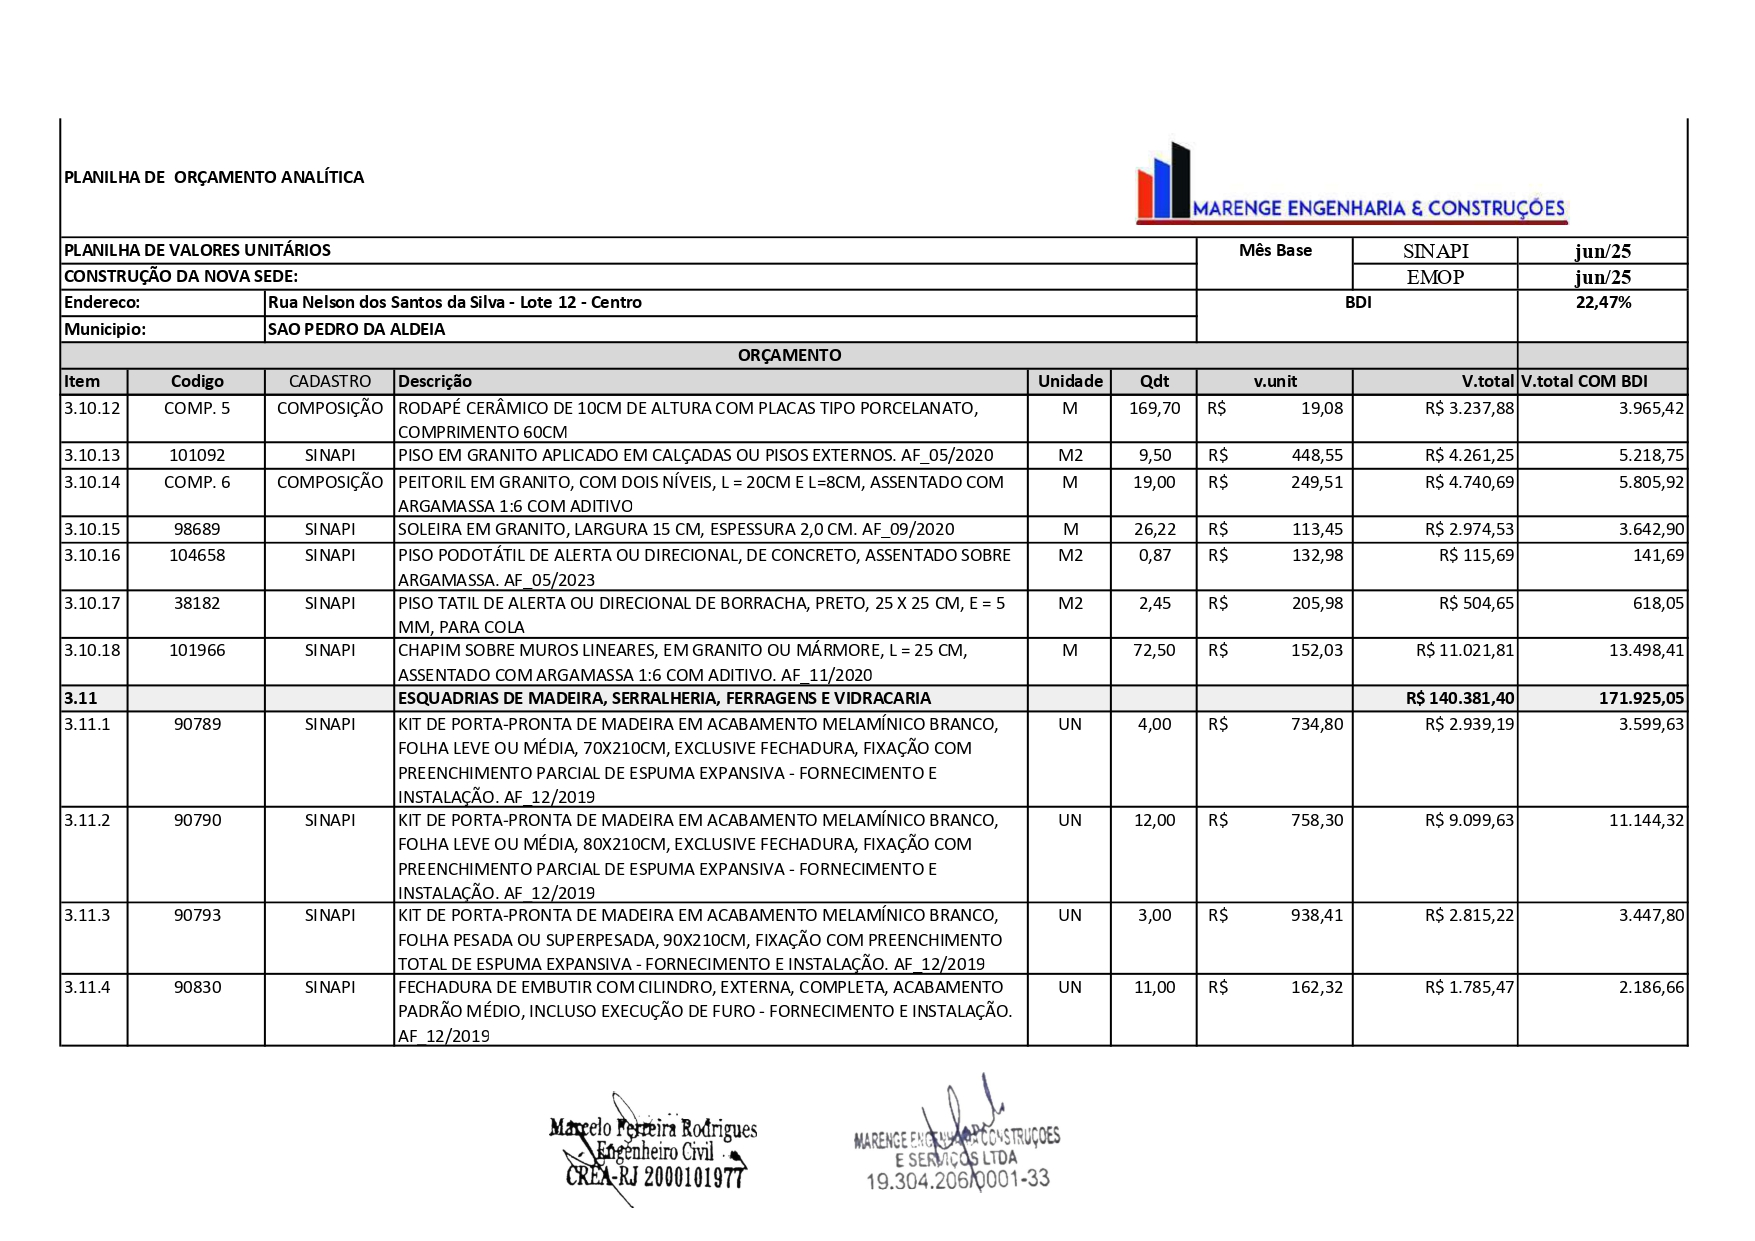 PLANILHA DE ORÇAMENTO ANALÍTICA
MARENGE ENGENHARIA & CONSTRUÇÕES
PLANILHA DE VALORES UNITÁRIOS Mês Base SINAPI jun/25
CONSTRUÇÃO DA NOVA SEDE: EMOP jun/25
Endereco: Rua Nelson dos Santos da Silva - Lote 12 - Centro BDI 22,47%
Municipio: SAO PEDRO DA ALDEIA
ORÇAMENTO
Item Codigo CADASTRO Descrição Unidade Qdt v.unit V.total V.total COM BDI
3.10.12 COMP. 5 COMPOSIÇÃO RODAPÉ CERÂMICO DE 10CM DE ALTURA COM PLACAS TIPO PORCELANATO, M 169,70 R$ 19,08 R$ 3.237,88 3.965,42
COMPRIMENTO 60CM
3.10.13 101092 SINAPI PISO EM GRANITO APLICADO EM CALÇADAS OU PISOS EXTERNOS. AF_05/2020 M2 9,50 R$ 448,55 R$ 4.261,25 5.218,75
3.10.14 COMP. 6 COMPOSIÇÃO PEITORIL EM GRANITO, COM DOIS NÍVEIS, L = 20CM E L=8CM, ASSENTADO COM M 19,00 R$ 249,51 R$ 4.740,69 5.805,92
ARGAMASSA 1:6 COM ADITIVO
3.10.15 98689 SINAPI SOLEIRA EM GRANITO, LARGURA 15 CM, ESPESSURA 2,0 CM. AF_09/2020 M 26,22 R$ 113,45 R$ 2.974,53 3.642,90
3.10.16 104658 SINAPI PISO PODOTÁTIL DE ALERTA OU DIRECIONAL, DE CONCRETO, ASSENTADO SOBRE M2 0,87 R$ 132,98 R$ 115,69 141,69
ARGAMASSA. AF_05/2023
3.10.17 38182 SINAPI PISO TATIL DE ALERTA OU DIRECIONAL DE BORRACHA, PRETO, 25 X 25 CM, E = 5 M2 2,45 R$ 205,98 R$ 504,65 618,05
MM, PARA COLA
3.10.18 101966 SINAPI CHAPIM SOBRE MUROS LINEARES, EM GRANITO OU MÁRMORE, L = 25 CM, M 72,50 R$ 152,03 R$ 11.021,81 13.498,41
ASSENTADO COM ARGAMASSA 1:6 COM ADITIVO. AF_11/2020
3.11 ESQUADRIAS DE MADEIRA, SERRALHERIA, FERRAGENS E VIDRACARIA R$ 140.381,40 171.925,05
3.11.1 90789 SINAPI KIT DE PORTA-PRONTA DE MADEIRA EM ACABAMENTO MELAMÍNICO BRANCO, UN 4,00 R$ 734,80 R$ 2.939,19 3.599,63
FOLHA LEVE OU MÉDIA, 70X210CM, EXCLUSIVE FECHADURA, FIXAÇÃO COM
PREENCHIMENTO PARCIAL DE ESPUMA EXPANSIVA - FORNECIMENTO E
INSTALAÇÃO. AF_12/2019
3.11.2 90790 SINAPI KIT DE PORTA-PRONTA DE MADEIRA EM ACABAMENTO MELAMÍNICO BRANCO, UN 12,00 R$ 758,30 R$ 9.099,63 11.144,32
FOLHA LEVE OU MÉDIA, 80X210CM, EXCLUSIVE FECHADURA, FIXAÇÃO COM
PREENCHIMENTO PARCIAL DE ESPUMA EXPANSIVA - FORNECIMENTO E
INSTALAÇÃO. AF_12/2019
3.11.3 90793 SINAPI KIT DE PORTA-PRONTA DE MADEIRA EM ACABAMENTO MELAMÍNICO BRANCO, UN 3,00 R$ 938,41 R$ 2.815,22 3.447,80
FOLHA PESADA OU SUPERPESADA, 90X210CM, FIXAÇÃO COM PREENCHIMENTO
TOTAL DE ESPUMA EXPANSIVA - FORNECIMENTO E INSTALAÇÃO. AF_12/2019
3.11.4 90830 SINAPI FECHADURA DE EMBUTIR COM CILINDRO, EXTERNA, COMPLETA, ACABAMENTO UN 11,00 R$ 162,32 R$ 1.785,47 2.186,66
PADRÃO MÉDIO, INCLUSO EXECUÇÃO DE FURO - FORNECIMENTO E INSTALAÇÃO.
AF_12/2019
Marcelo Ferreira Rodrigues
Engenheiro Civil
CREA-RJ 2000101977
MARENGE ENGENHARIA CONSTRUÇOES
E SERVIÇOS LTDA
19.304.206/0001-33